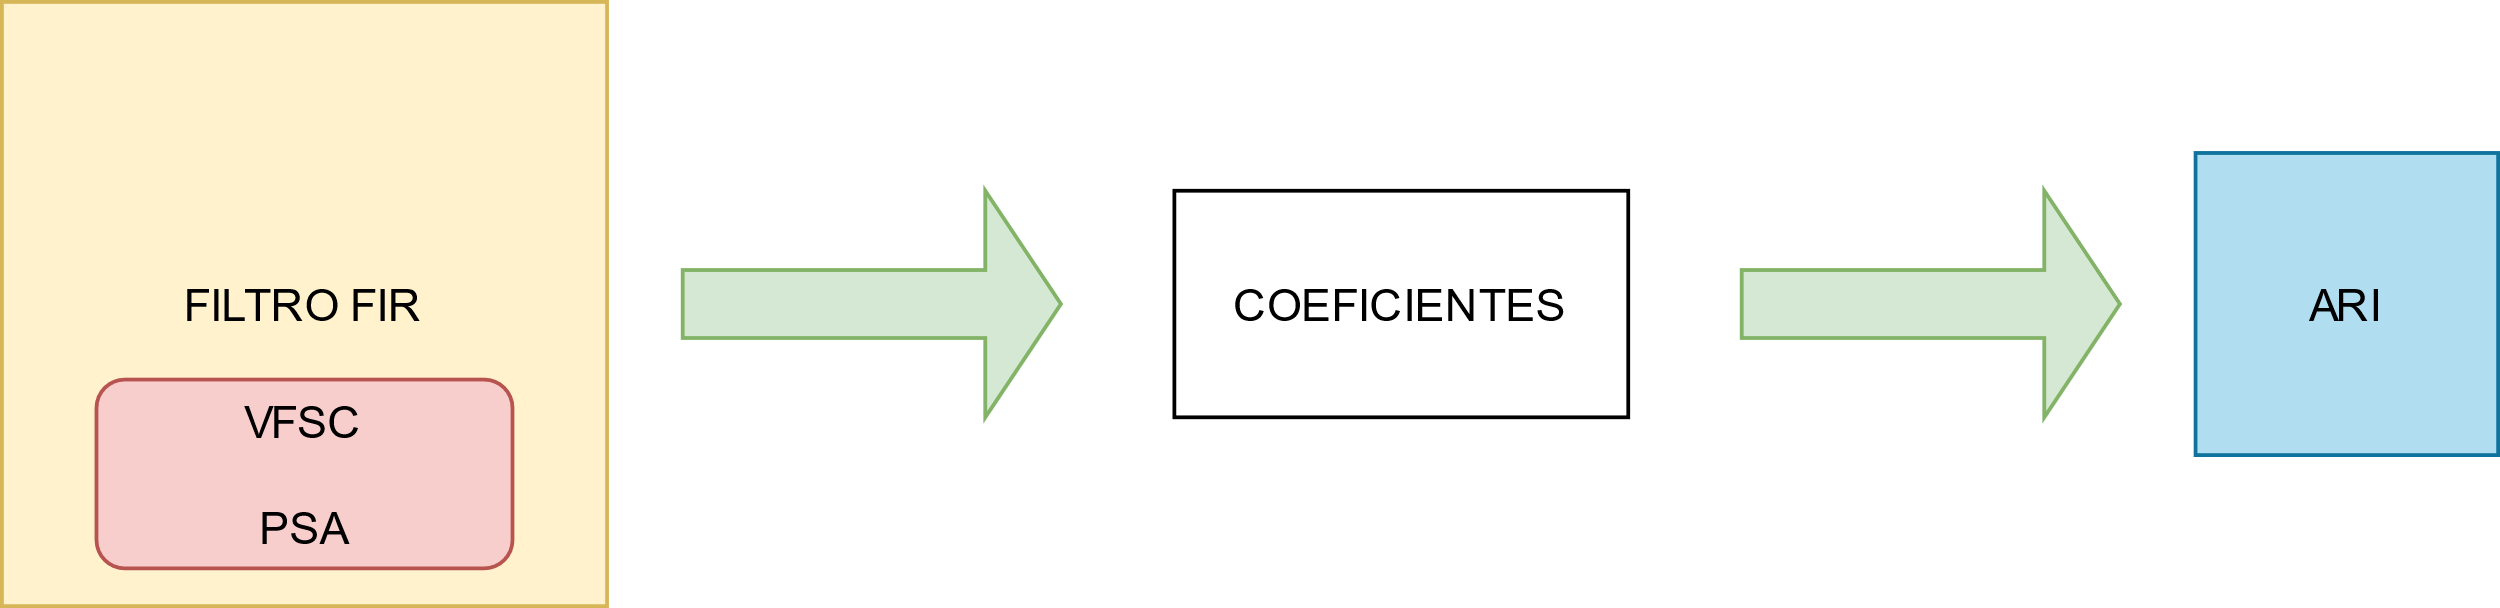 FILTRO FIR
VFSC
PSA
COEFICIENTES
ARI